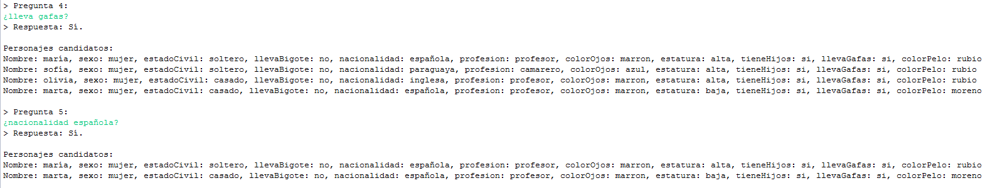 > Pregunta 4:
¿lleva gafas?
> Respuesta: Sí.
Personajes candidatos:
Nombre: maría, sexo: mujer, estadoCivil: soltero, llevaBigote: no, nacionalidad: española, profesion: profesor, colorOjos: marron, estatura: alta, tieneHijos: si, llevaGafas: si, colorPelo: rubio
Nombre: sofía, sexo: mujer, estadoCivil: soltero, llevaBigote: no, nacionalidad: paraguaya, profesion: camarero, colorOjos: azul, estatura: alta, tieneHijos: si, llevaGafas: si, colorPelo: rubio
Nombre: olivia, sexo: mujer, estadoCivil: casado, llevaBigote: no, nacionalidad: inglesa, profesion: profesor, colorOjos: marron, estatura: alta, tieneHijos: si, llevaGafas: si, colorPelo: rubio
Nombre: marta, sexo: mujer, estadoCivil: casado, llevaBigote: no, nacionalidad: española, profesion: profesor, colorOjos: marron, estatura: baja, tieneHijos: si, llevaGafas: si, colorPelo: moreno
> Pregunta 5:
¿nacionalidad española?
> Respuesta: Sí.
Personajes candidatos:
Nombre: maría, sexo: mujer, estadoCivil: soltero, llevaBigote: no, nacionalidad: española, profesion: profesor, colorOjos: marron, estatura: alta, tieneHijos: si, llevaGafas: si, colorPelo: rubio
Nombre: marta, sexo: mujer, estadoCivil: casado, llevaBigote: no, nacionalidad: española, profesion: profesor, colorOjos: marron, estatura: baja, tieneHijos: si, llevaGafas: si, colorPelo: moreno